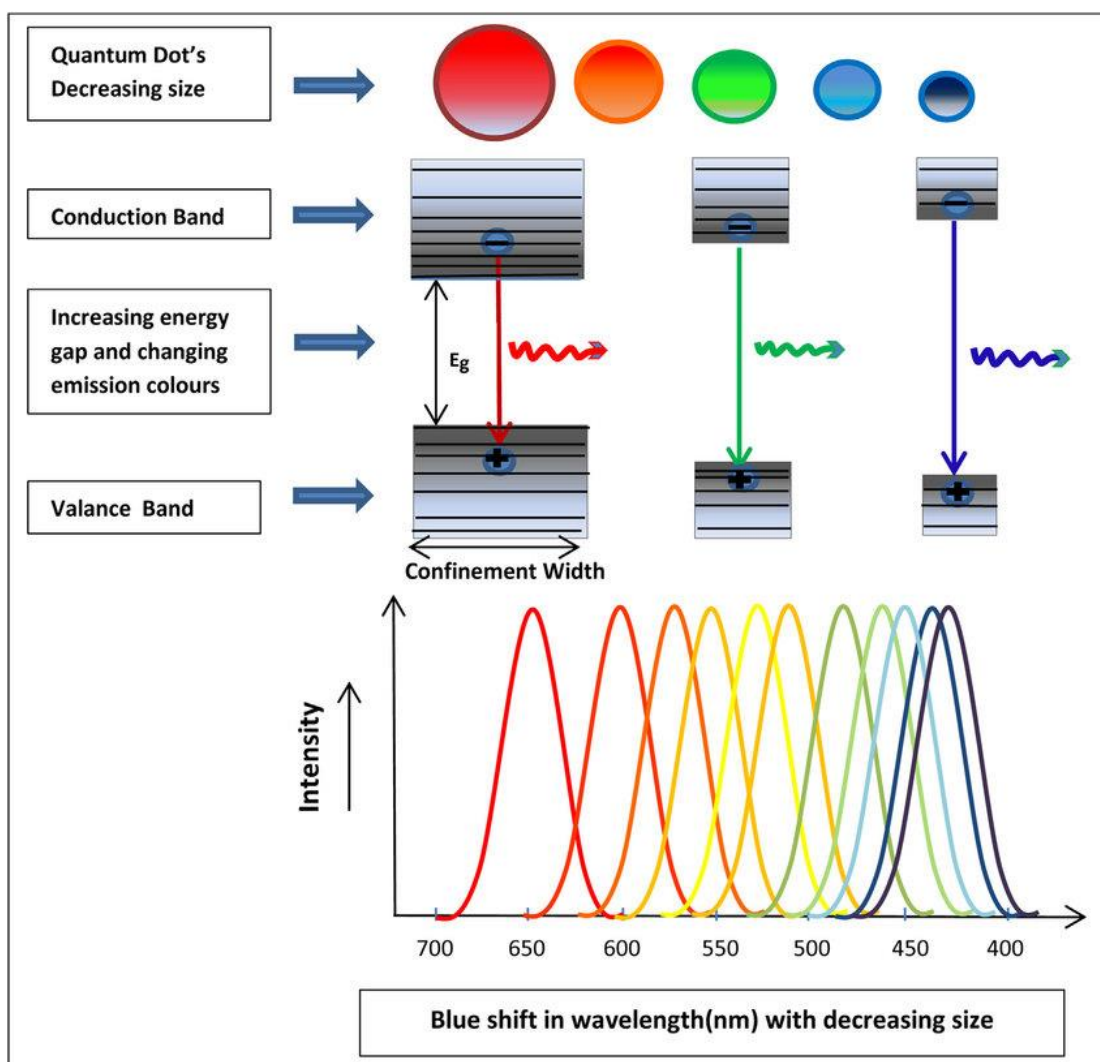 Quantum Dot's
Decreasing size
Conduction Band
Increasing energy
gap and changing
emission colours
Eg
Valance Band
Confinement Width
Intensity
700 650 600 550 500 450 400
Blue shift in wavelength(nm) with decreasing size